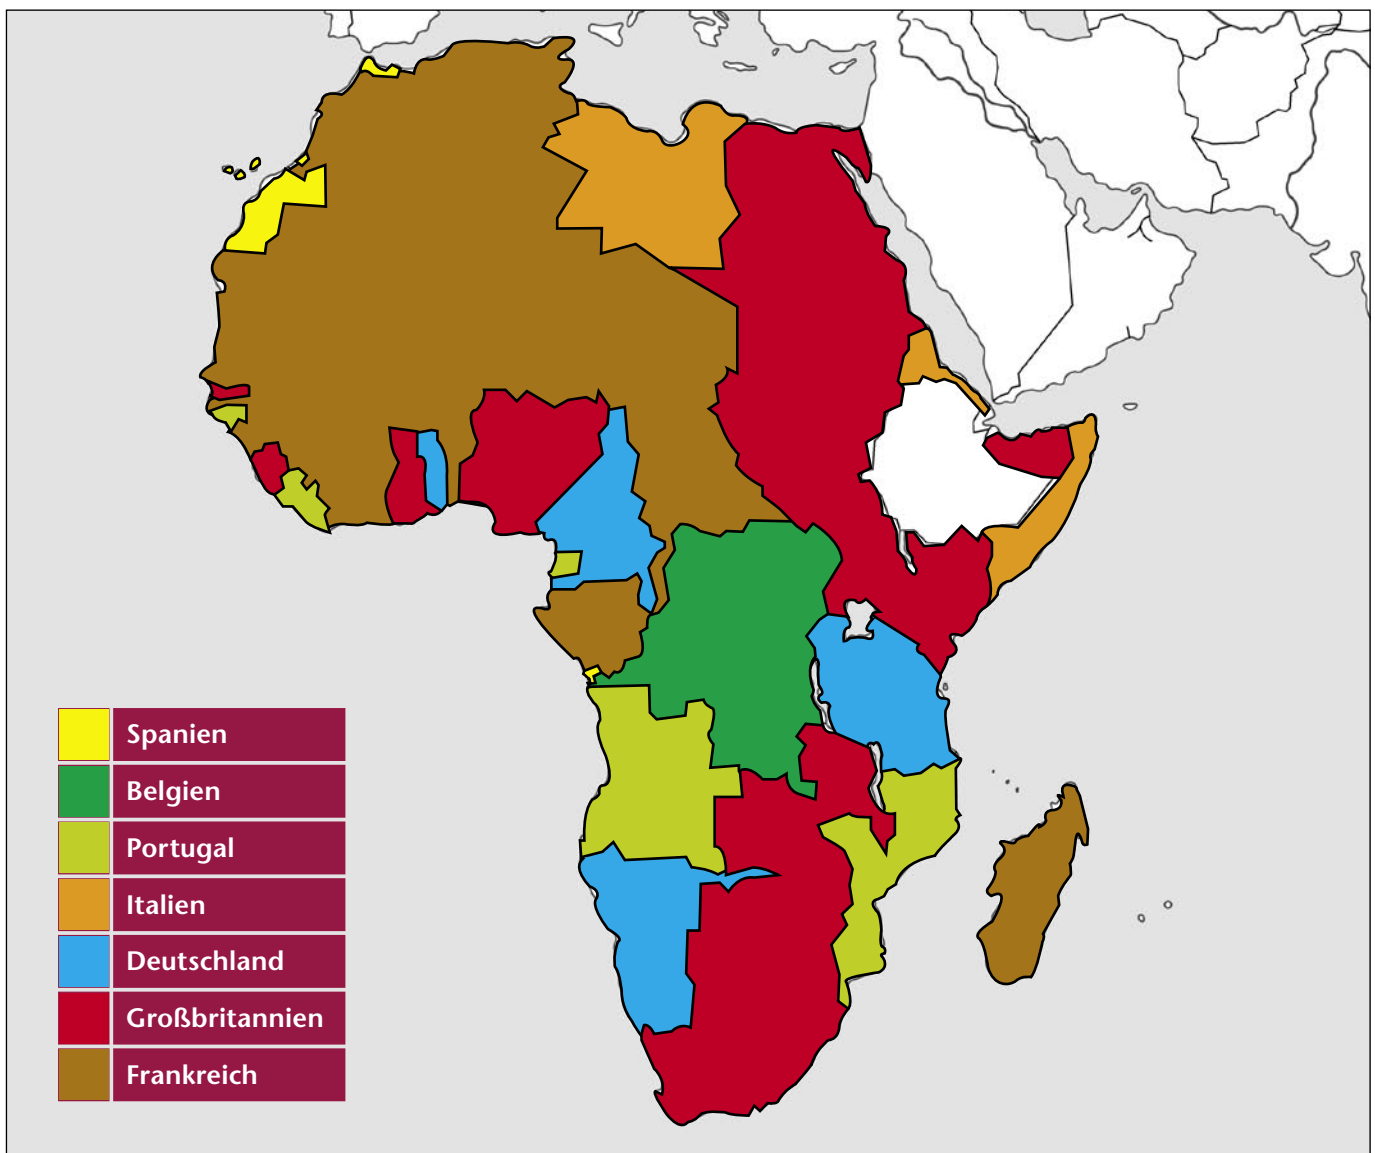 Spanien
Belgien
Portugal
Italien
Deutschland
Großbritannien
Frankreich